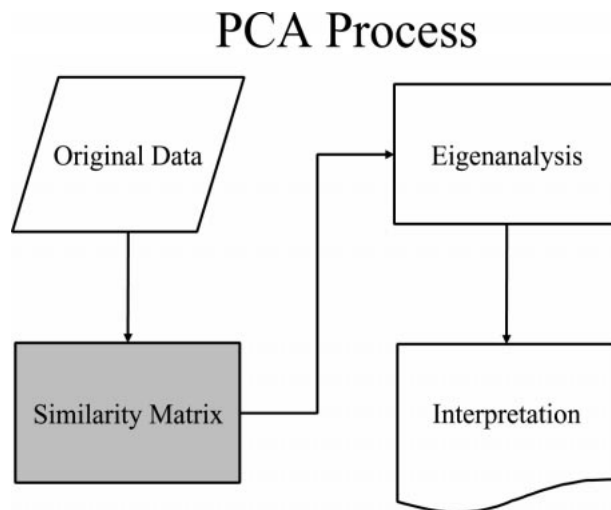 PCA Process
Original Data
Similarity Matrix
Eigenanalysis
Interpretation